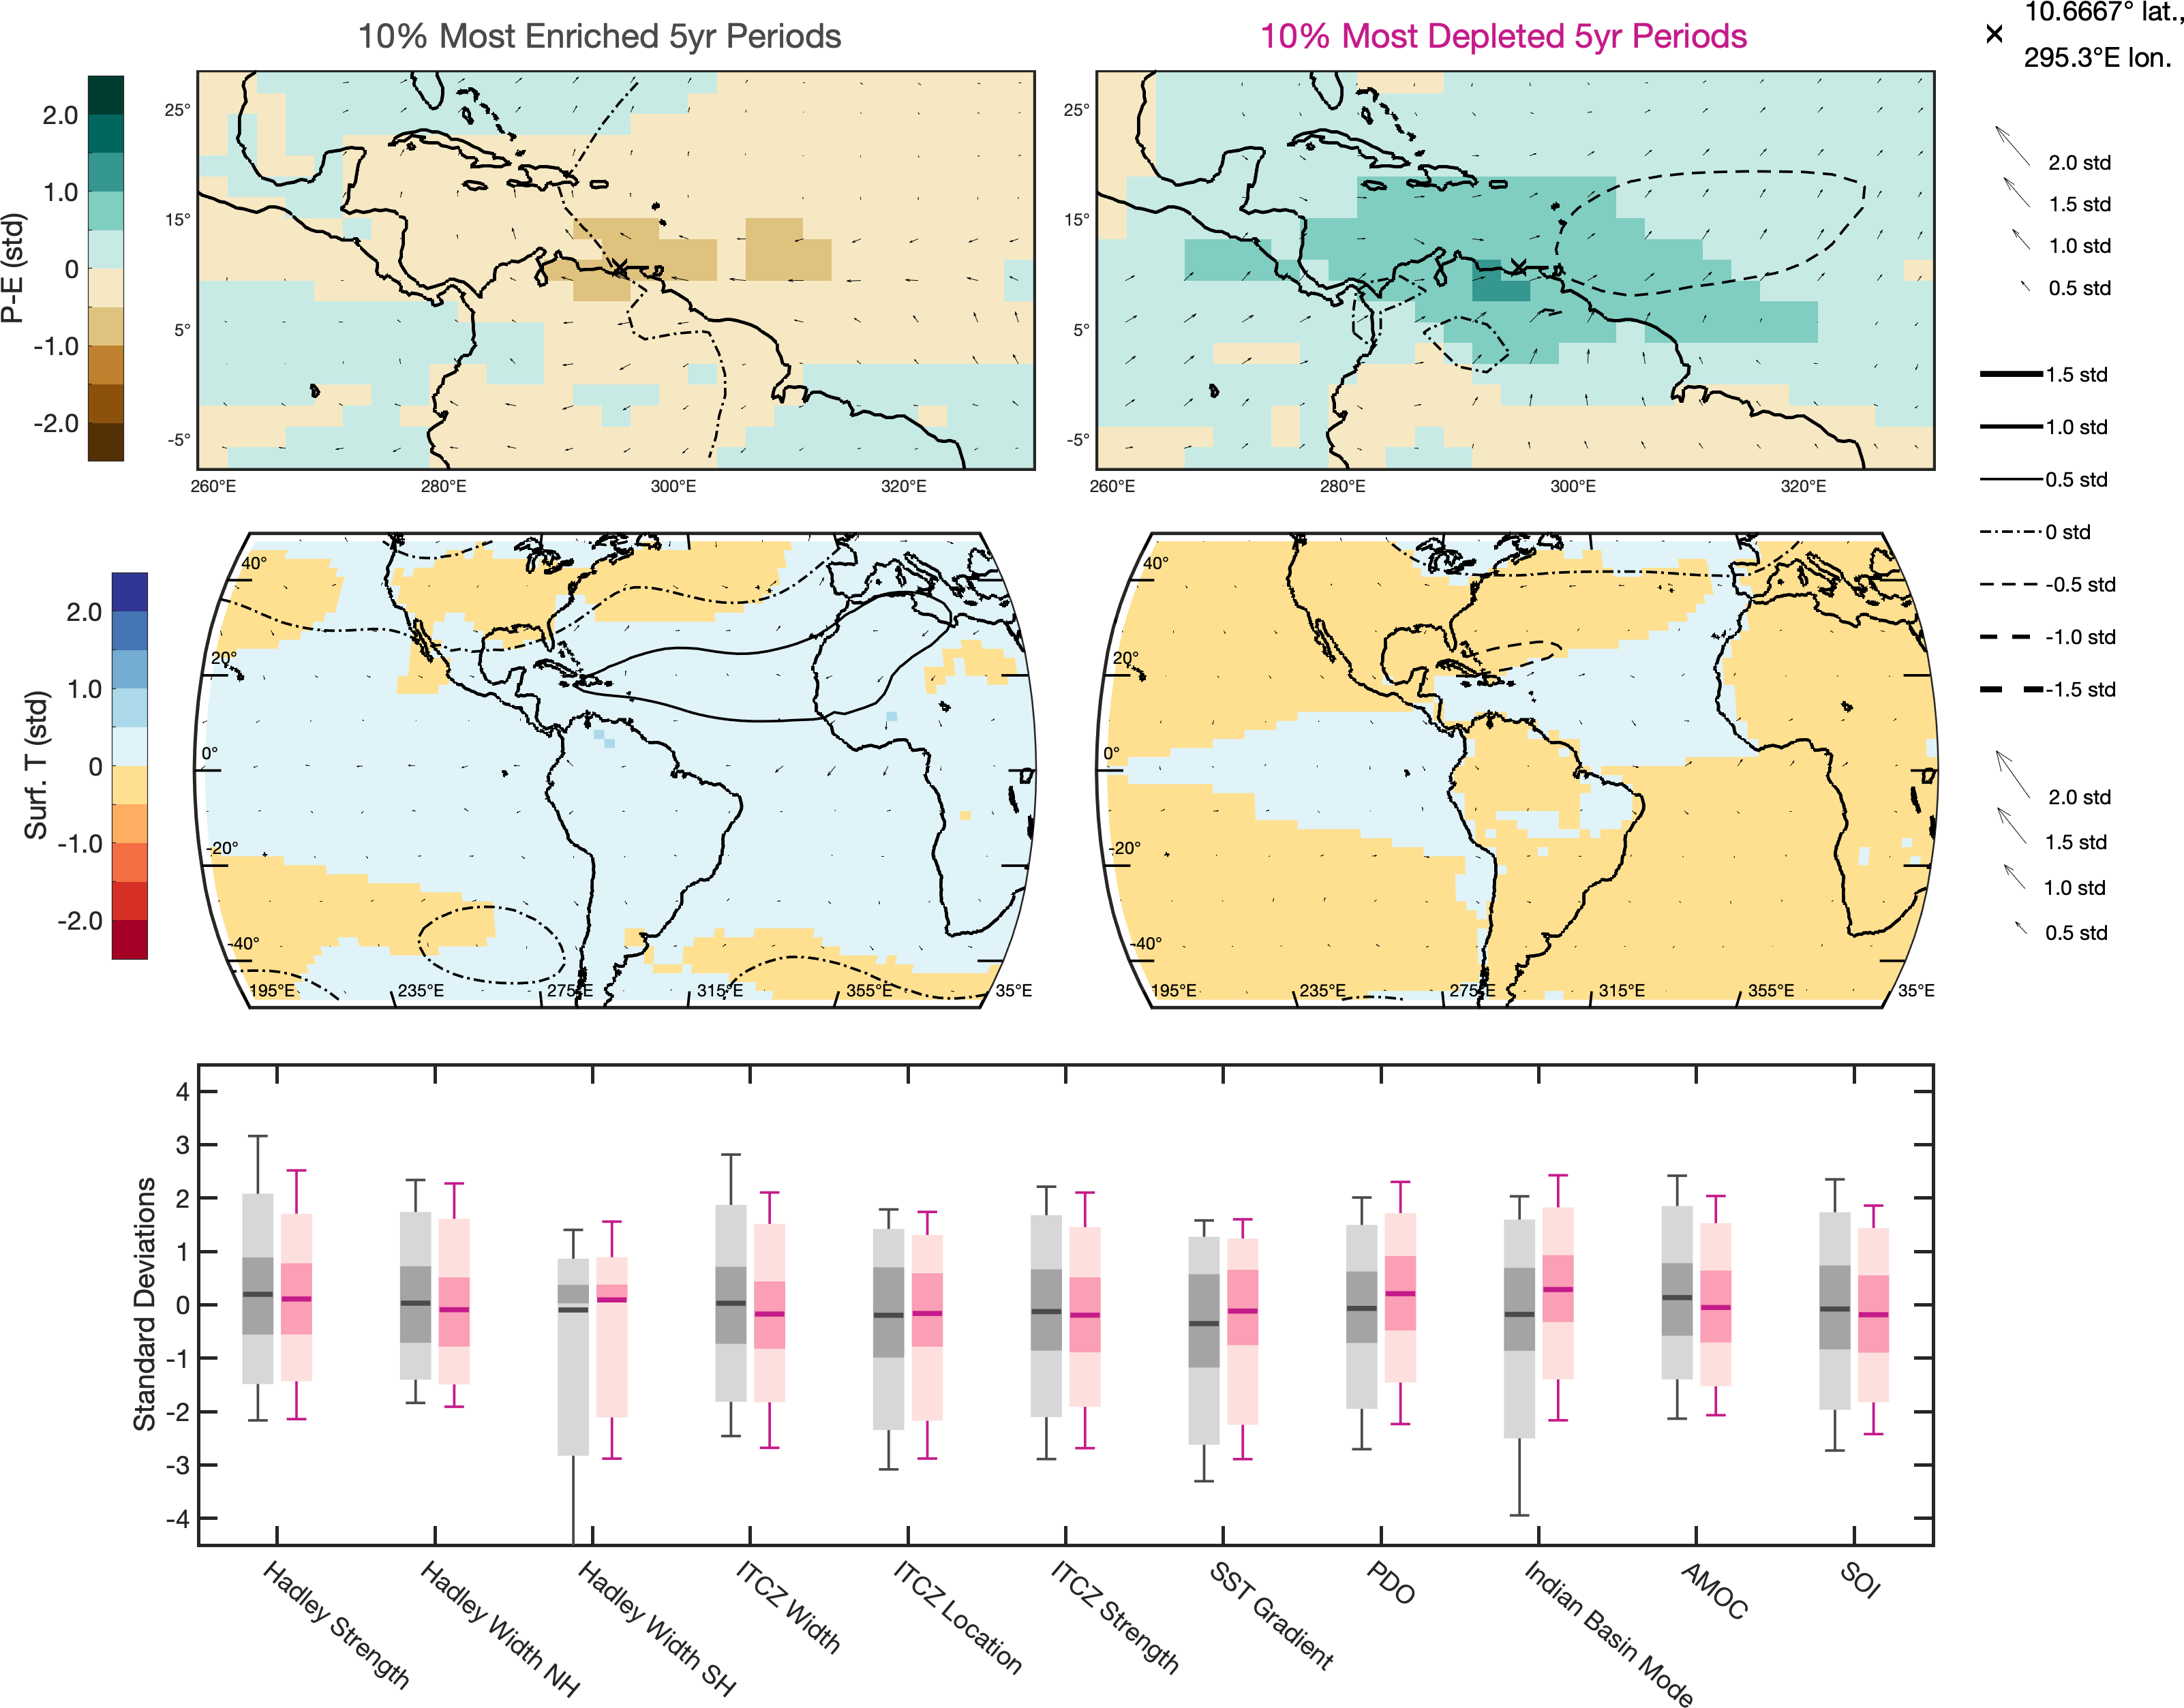 10% Most Enriched 5yr Periods
10% Most Depleted 5yr Periods
10.6667° lat.,
295.3°E lon.
P-E (std)
2.0
1.0
0
-1.0
-2.0
25°
15°
5°
-5°
260°E
280°E
300°E
320°E
25°
15°
5°
-5°
260°E
280°E
300°E
320°E
2.0 std
1.5 std
1.0 std
0.5 std
1.5 std
1.0 std
0.5 std
0 std
-0.5 std
-1.0 std
-1.5 std
Surf. T (std)
2.0
1.0
0
-1.0
-2.0
40°
20°
0°
-20°
-40°
195°E
235°E
275°E
315°E
355°E
35°E
40°
20°
0°
-20°
-40°
195°E
235°E
275°E
315°E
355°E
35°E
2.0 std
1.5 std
1.0 std
0.5 std
Standard Deviations
4
3
2
1
0
-1
-2
-3
-4
Hadley Strength
Hadley Width NH
Hadley Width SH
ITCZ Width
ITCZ Location
ITCZ Strength
SST Gradient
PDO
Indian Basin Mode
AMOC
SOI